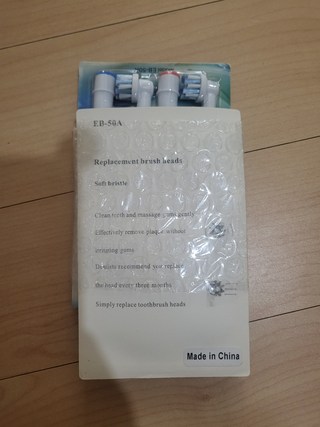 EB-50A
Replacement brush heads
Soft bristle
Clean teeth and massage gums gently
Effectively remove plaque without
irritating gums
Dentists recommend you replace
the head every three months
Simply replace toothbrush heads
Made in China